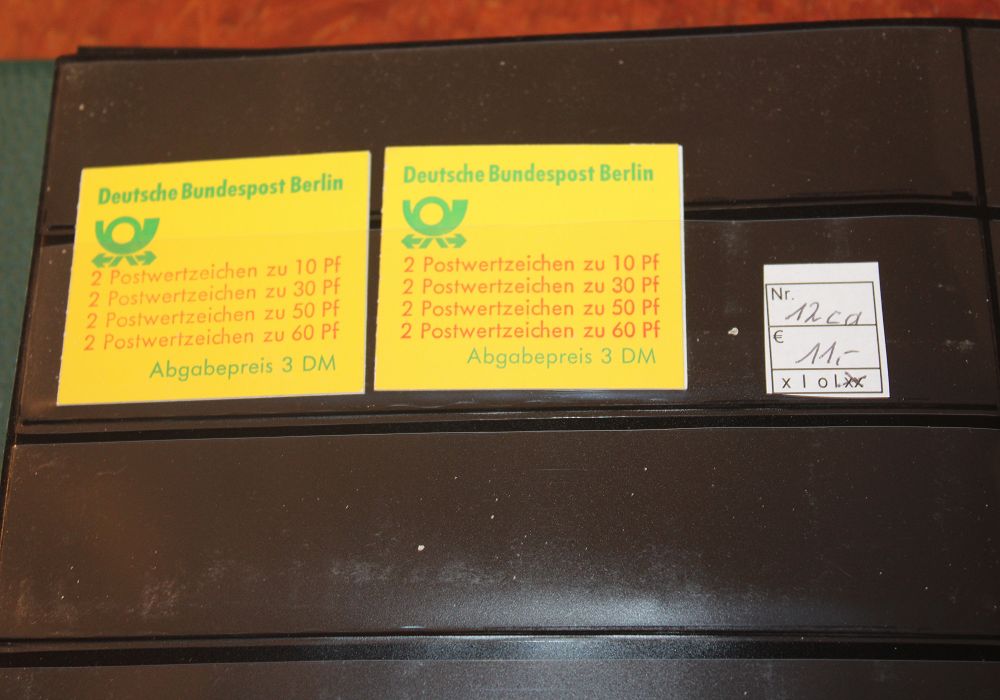 Deutsche Bundespost Berlin
2 Postwertzeichen zu 10 Pf
2 Postwertzeichen zu 30 Pf
2 Postwertzeichen zu 50 Pf
2 Postwertzeichen zu 60 Pf
Abgabepreis 3 DM
Deutsche Bundespost Berlin
2 Postwertzeichen zu 10 Pf
2 Postwertzeichen zu 30 Pf
2 Postwertzeichen zu 50 Pf
2 Postwertzeichen zu 60 Pf
Abgabepreis 3 DM
Nr.
12ca
€
11,-
x | o | xx